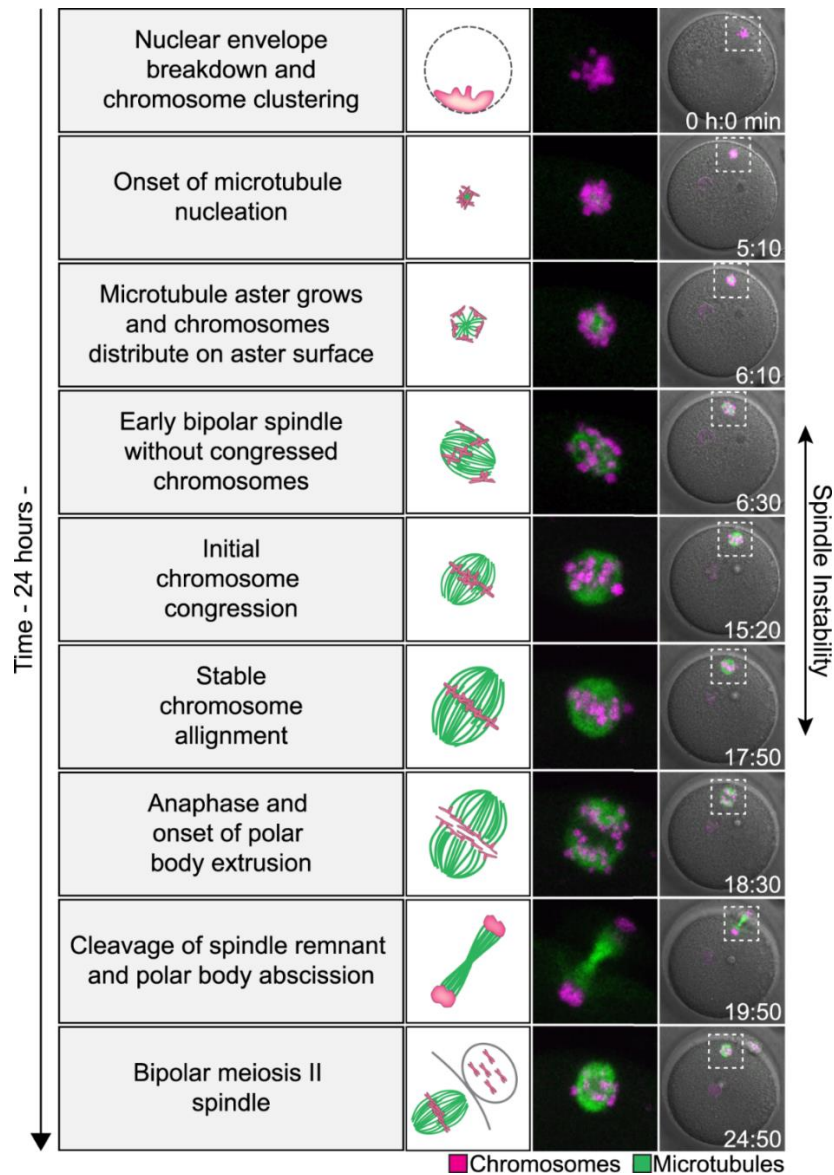 Nuclear envelope
breakdown and
chromosome clustering
0 h:0 min
Onset of microtubule
nucleation
5:10
Microtubule aster grows
and chromosomes
distribute on aster surface
6:10
Early bipolar spindle
without congressed
chromosomes
6:30
Initial
chromosome
congression
15:20
Stable
chromosome
allignment
17:50
Anaphase and
onset of polar
body extrusion
18:30
Cleavage of spindle remnant
and polar body abscission
19:50
Bipolar meiosis II
spindle
24:50
Time - 24 hours -
Spindle Instability
Chromosomes Microtubules